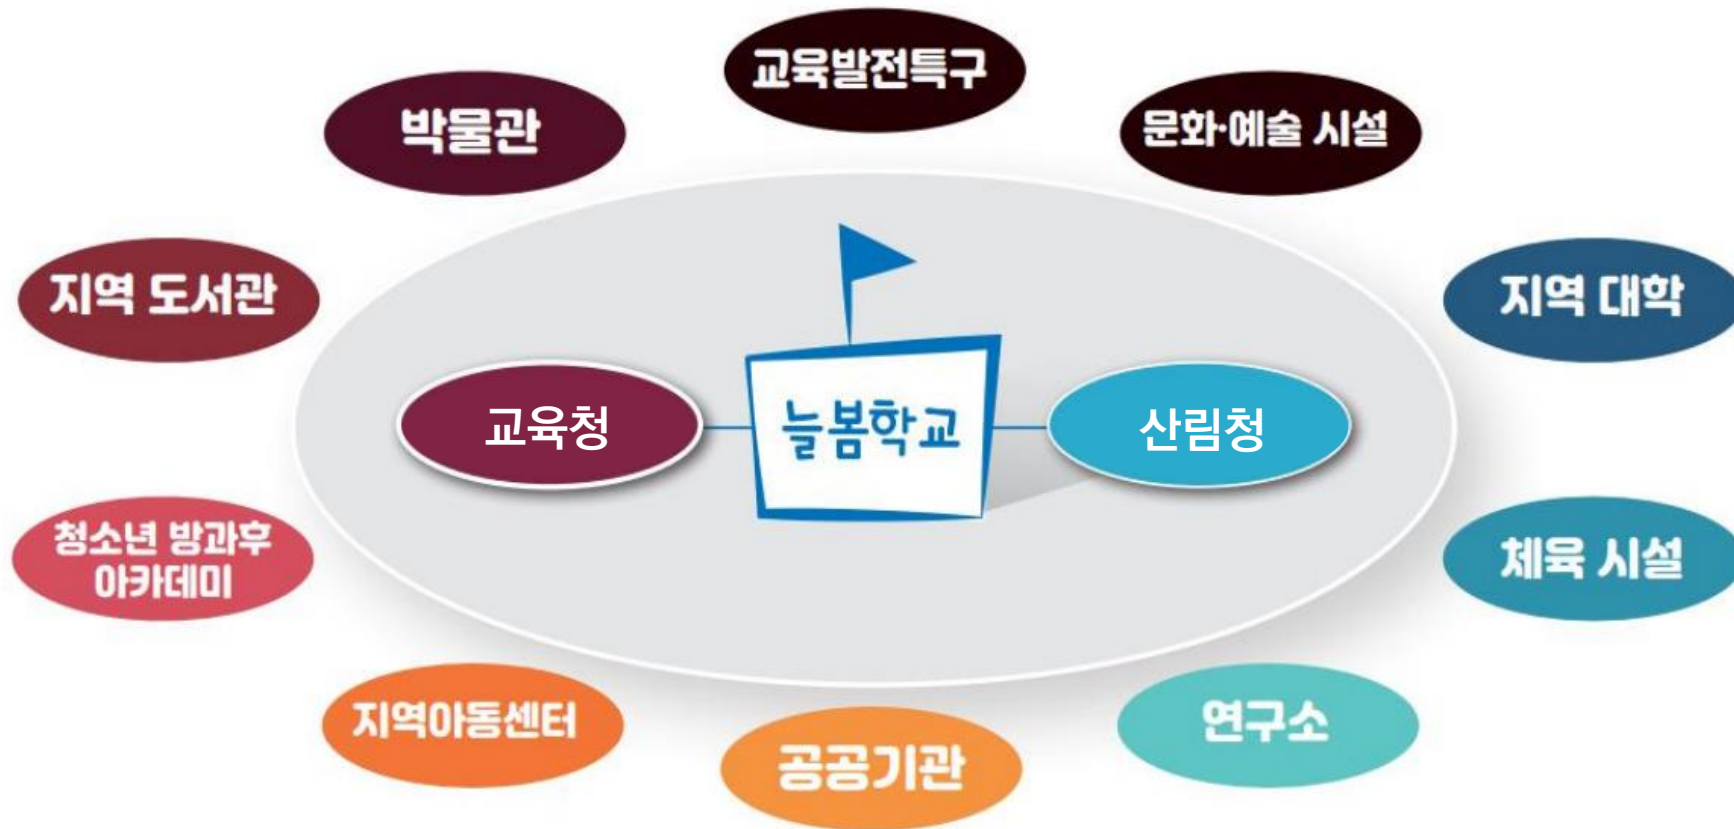 교육발전특구
박물관
문화·예술 시설
지역 도서관
지역 대학
교육청
늘봄학교
산림청
청소년 방과후
아카데미
체육 시설
지역아동센터
공공기관
연구소